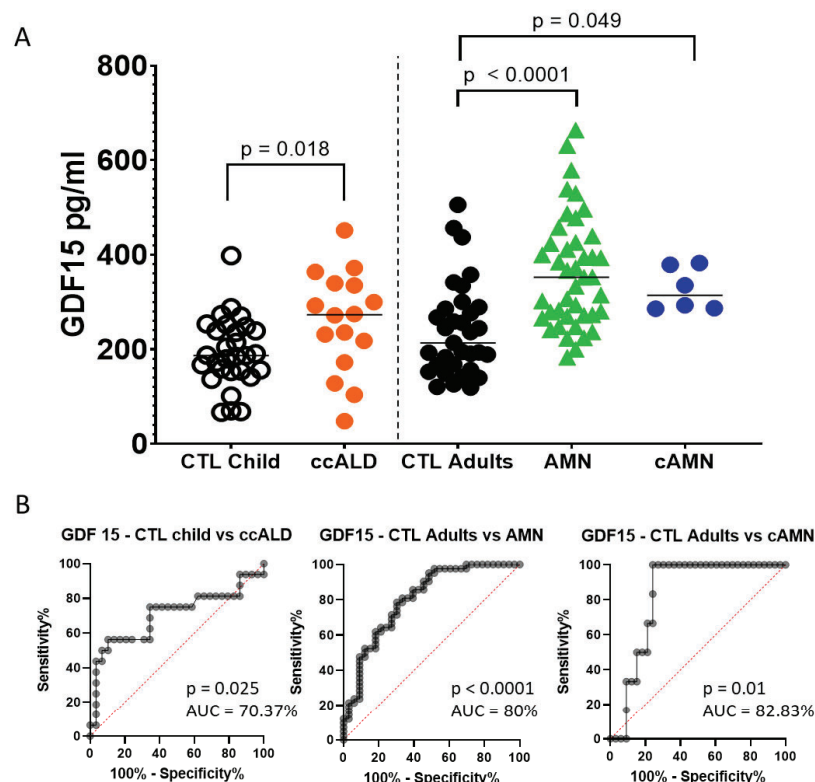 A
p = 0.049
p < 0.0001
p = 0.018
GDF15 pg/ml
800
600
400
200
0
CTL Child
ccALD
CTL Adults
AMN
cAMN
B
GDF 15 - CTL child vs ccALD
Sensitivity%
100
80
60
40
20
0
p = 0.025
AUC = 70.37%
0 20 40 60 80 100
100% - Specificity%
GDF15 - CTL Adults vs AMN
Sensitivity%
100
80
60
40
20
0
p < 0.0001
AUC = 80%
0 20 40 60 80 100
100% - Specificity%
GDF15 - CTL Adults vs cAMN
Sensitivity%
100
80
60
40
20
0
p = 0.01
AUC = 82.83%
0 20 40 60 80 100
100% - Specificity%